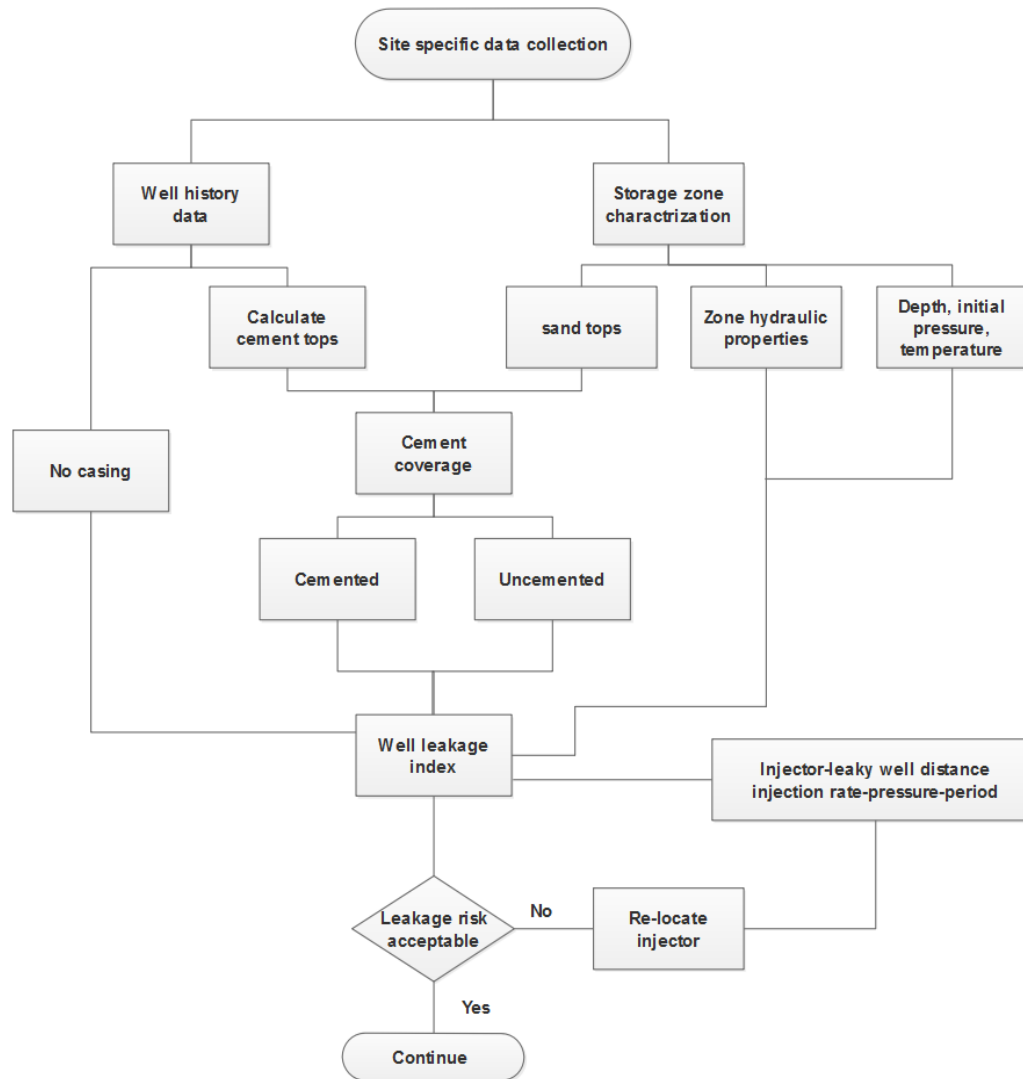 Site specific data collection
Well history
data
Storage zone
charactrization
Calculate
cement tops
sand tops
Zone hydraulic
properties
Depth, initial
pressure,
temperature
No casing
Cement
coverage
Cemented
Uncemented
Well leakage
index
Injector-leaky well distance
injection rate-pressure-period
Leakage risk
acceptable
No
Re-locate
injector
Yes
Continue